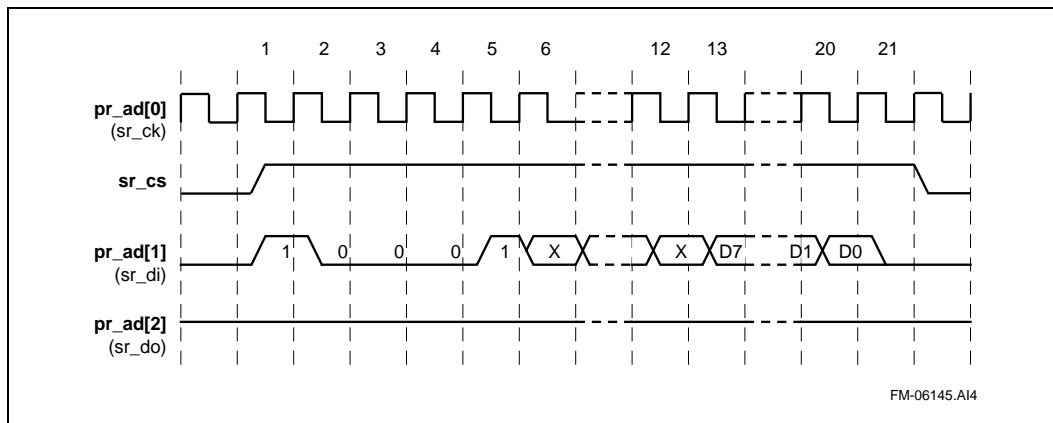 1 2 3 4 5 6 12 13 20 21
pr_ad[0]
(sr_ck)
sr_cs
pr_ad[1]
(sr_di)
1 0 0 0 1 X X D7 D1 D0
pr_ad[2]
(sr_do)
FM-06145.AI4